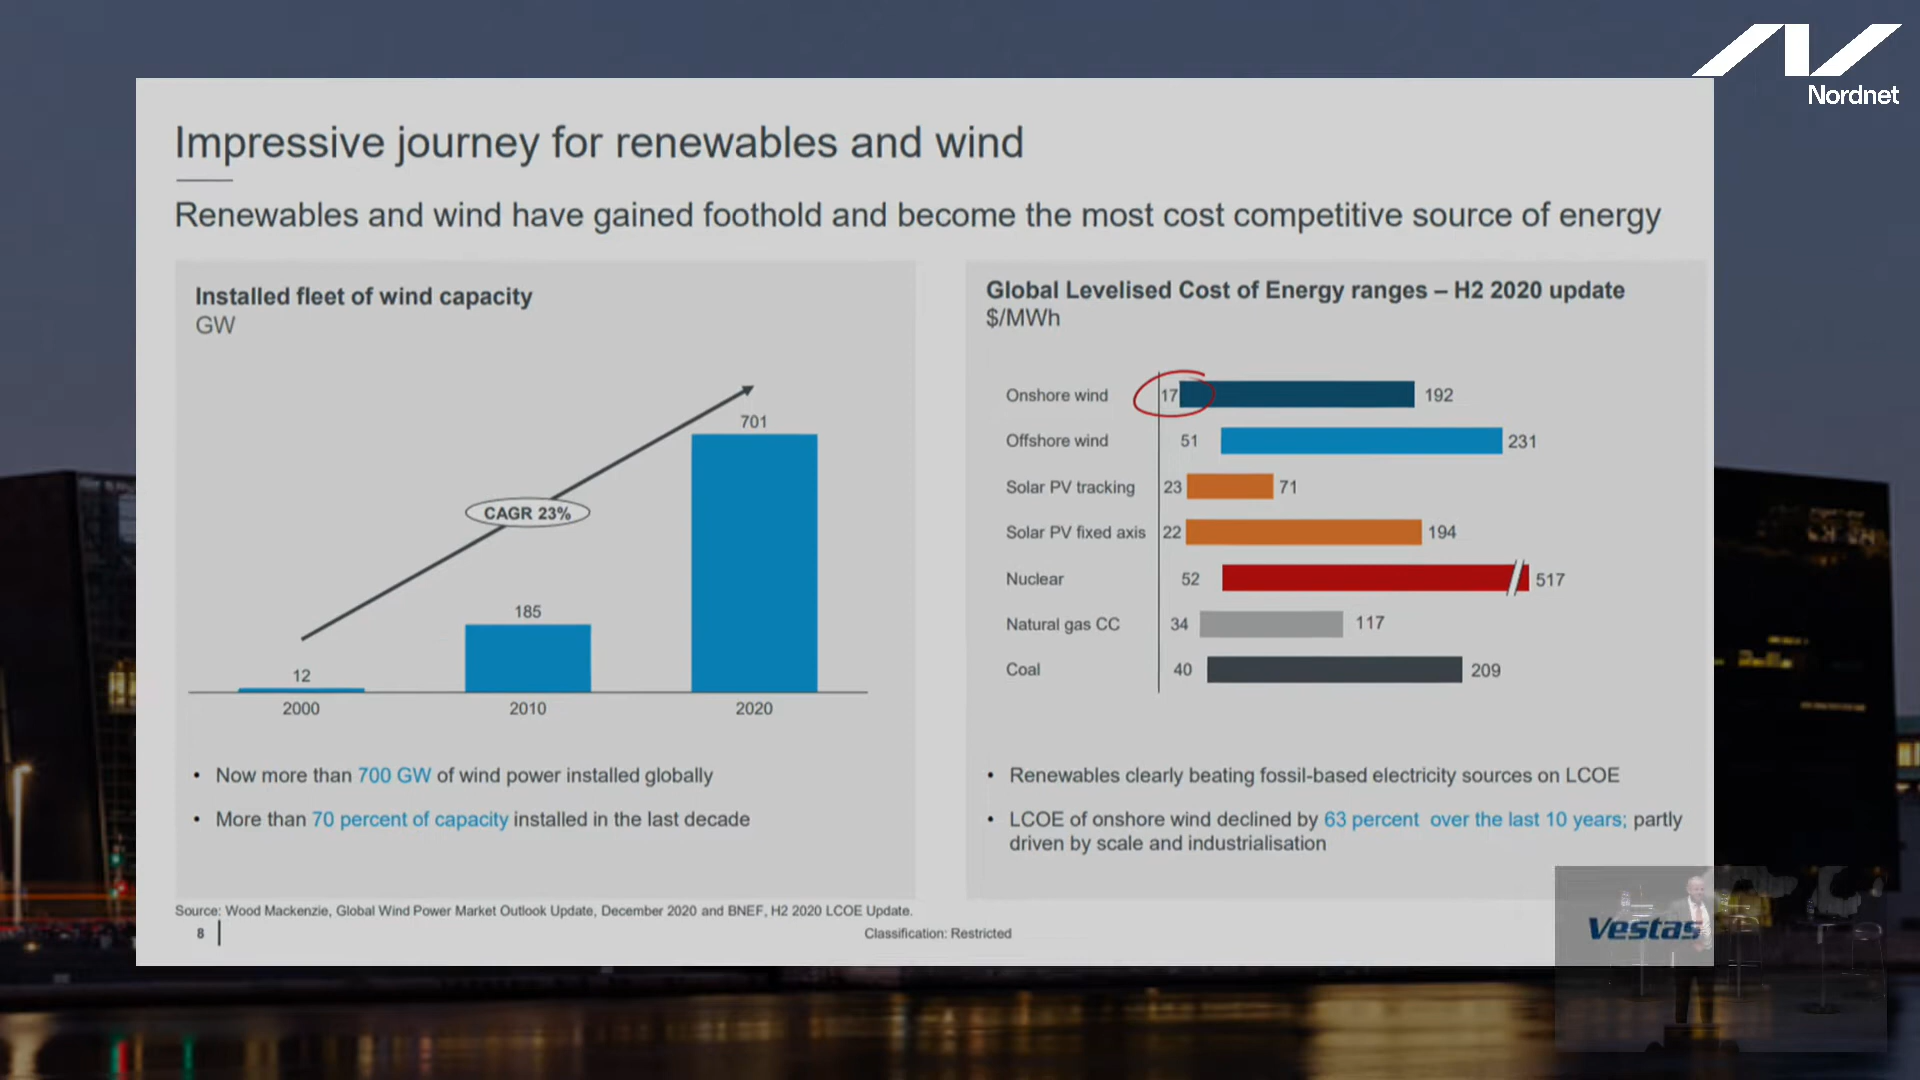 Nordnet
Impressive journey for renewables and wind
Renewables and wind have gained foothold and become the most cost competitive source of energy
Installed fleet of wind capacity
GW
701
CAGR 23%
185
12
2000 2010 2020
• Now more than 700 GW of wind power installed globally
• More than 70 percent of capacity installed in the last decade
Global Levelised Cost of Energy ranges – H2 2020 update
$/MWh
Onshore wind 17 192
Offshore wind 51 231
Solar PV tracking 23 71
Solar PV fixed axis 22 194
Nuclear 52 517
Natural gas CC 34 117
Coal 40 209
• Renewables clearly beating fossil-based electricity sources on LCOE
• LCOE of onshore wind declined by 63 percent over the last 10 years; partly
driven by scale and industrialisation
Source: Wood Mackenzie, Global Wind Power Market Outlook Update, December 2020 and BNEF, H2 2020 LCOE Update.
8
Classification: Restricted
Vestas